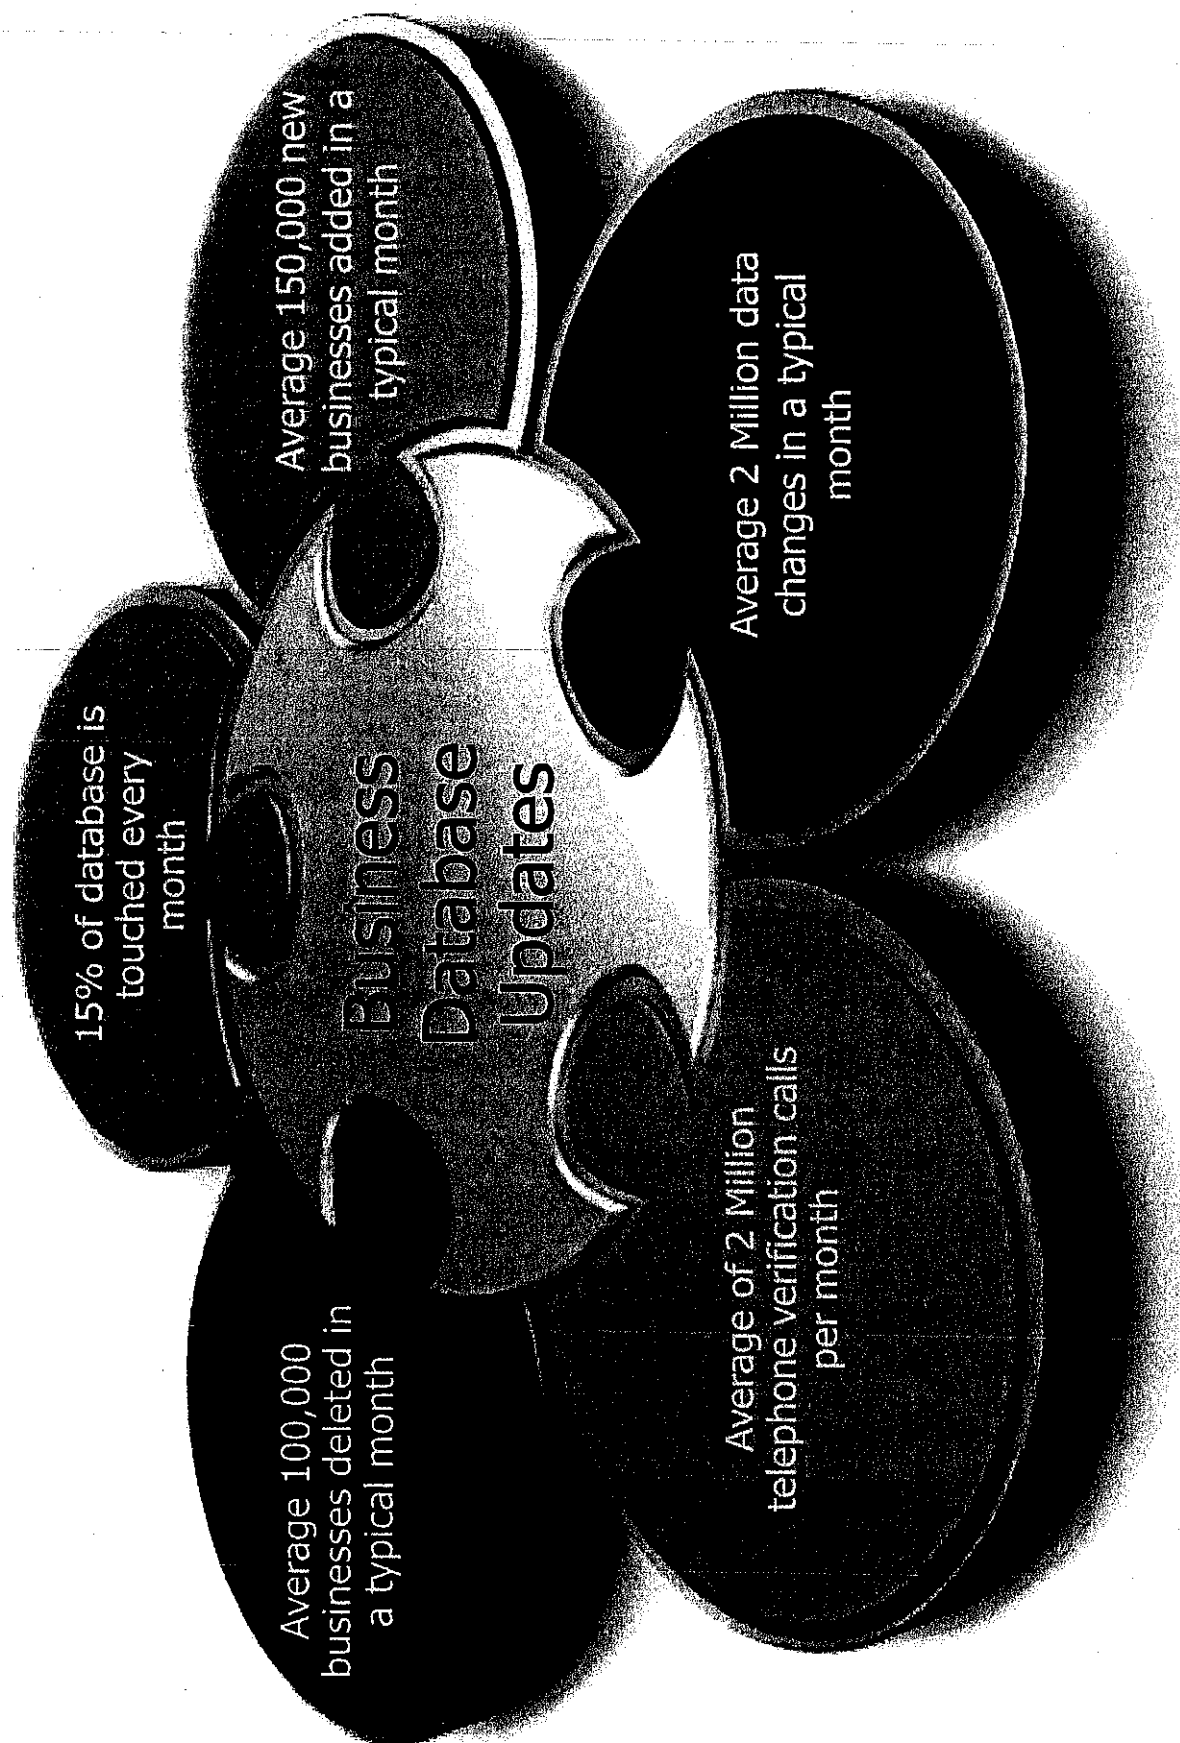 15% of database is
touched every
month
Average 150,000 new
businesses added in a
typical month
Average 2 Million data
changes in a typical
month
Average of 2 Million
telephone verification calls
per month
Average 100,000
businesses deleted in
a typical month
Business
Database
Updates